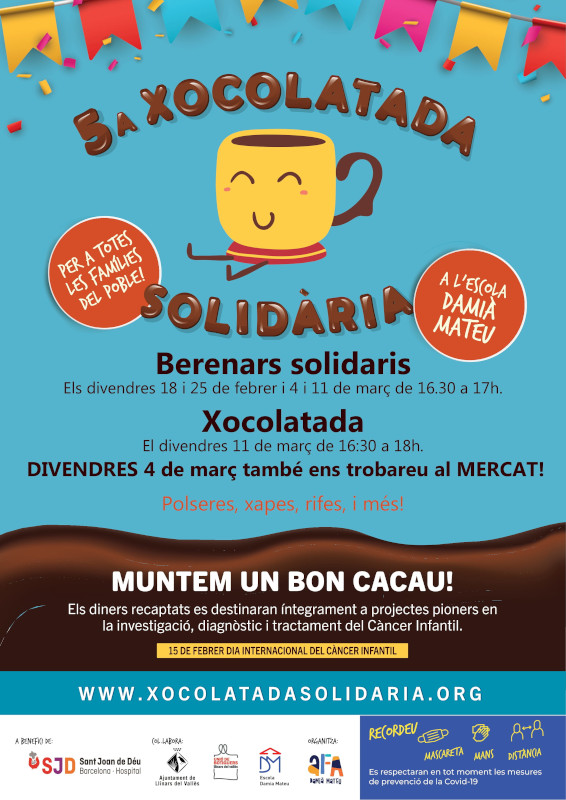 5A XOCOLATADA
PER A TOTES
LES FAMÍLIES
DEL POBLE!
SOLIDÀRIA
A L'ESCOLA
DAMIÀ
MATEU
Berenars solidaris
Els divendres 18 i 25 de febrer i 4 i 11 de març de 16.30 a 17h.
Xocolatada
El divendres 11 de març de 16:30 a 18h.
DIVENDRES 4 de març també ens trobareu al MERCAT!
Polseres, xapes, rifes, i més!
MUNTEM UN BON CACAU!
Els diners recaptats es destinaran íntegrament a projectes pioners en
la investigació, diagnòstic i tractament del Càncer Infantil.
15 DE FEBRER DIA INTERNACIONAL DEL CÀNCER INFANTIL
WWW.XOCOLATADASOLIDARIA.ORG
A BENEFICI DE:
SJD Sant Joan de Déu
Barcelona · Hospital
COL·LABORA:
Ajuntament de
Llinars del Vallès
Escola
Damià Mateu
ORGANITZA:
AFA
DAMIÀ MATEU
RECORDEU
MASCARETA
MANS
DISTÀNCIA
Es respectaran en tot moment les mesures
de prevenció de la Covid-19